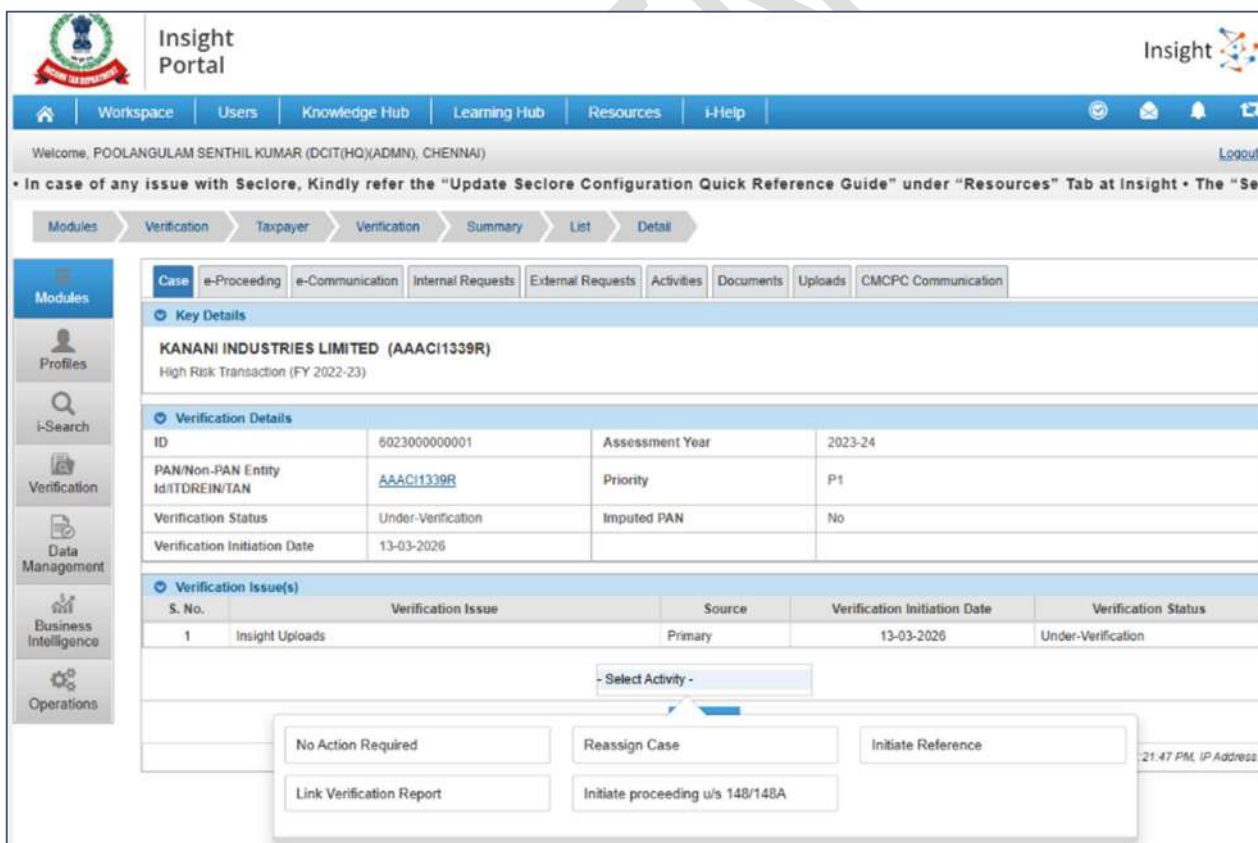 Insight
Portal
INCOME TAX DEPARTMENT
Insight
Workspace Users Knowledge Hub Learning Hub Resources i-Help
Welcome, POOLANGULAM SENTHIL KUMAR (DCIT(HQ)(ADMN), CHENNAI) Logout
• In case of any issue with Seclore, Kindly refer the "Update Seclore Configuration Quick Reference Guide" under "Resources" Tab at Insight • The "Se
Modules Verification Taxpayer Verification Summary List Detail
Modules
Profiles
i-Search
Verification
Data
Management
Business
Intelligence
Operations
Case e-Proceeding e-Communication Internal Requests External Requests Activities Documents Uploads CMCPC Communication
Key Details
KANANI INDUSTRIES LIMITED (AAACI1339R)
High Risk Transaction (FY 2022-23)
Verification Details
ID 6023000000001 Assessment Year 2023-24
PAN/Non-PAN Entity
Id/ITDREIN/TAN AAACI1339R Priority P1
Verification Status Under-Verification Imputed PAN No
Verification Initiation Date 13-03-2026
Verification Issue(s)
S. No. Verification Issue Source Verification Initiation Date Verification Status
1 Insight Uploads Primary 13-03-2026 Under-Verification
- Select Activity -
No Action Required Reassign Case Initiate Reference
:21:47 PM, IP Address
Link Verification Report Initiate proceeding u/s 148/148A